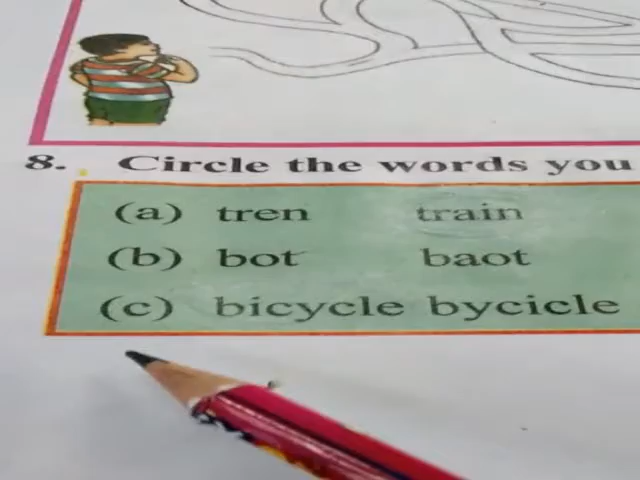 8. Circle the words you
(a) tren train
(b) bot baot
(c) bicycle bycicle